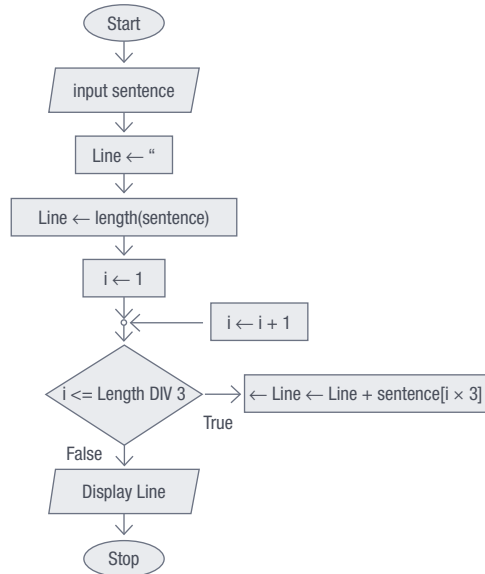 Start
input sentence
Line ← “
Line ← length(sentence)
i ← 1
i ← i + 1
i <= Length DIV 3
← Line ← Line + sentence[i × 3]
True
False
Display Line
Stop